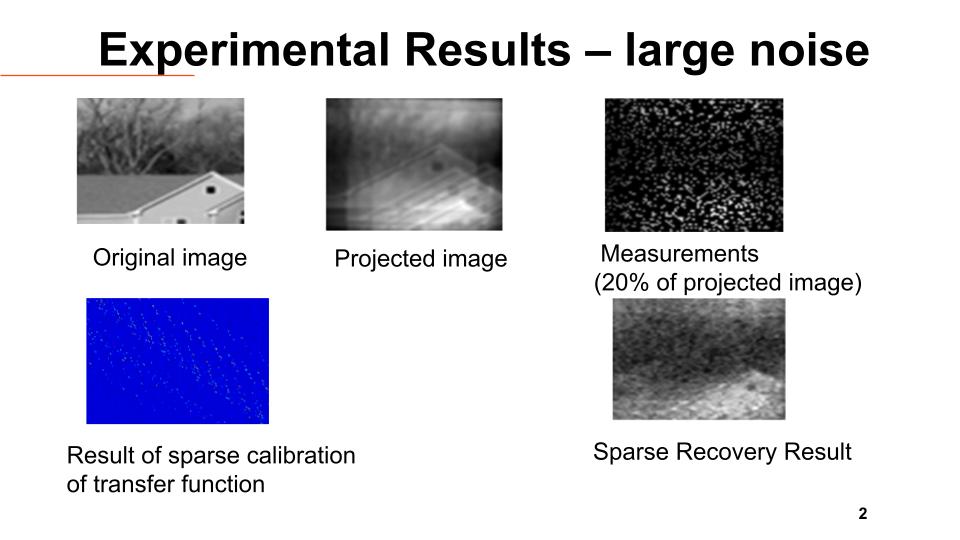 Experimental Results – large noise
Original image
Projected image
Measurements
(20% of projected image)
Result of sparse calibration
of transfer function
Sparse Recovery Result
2